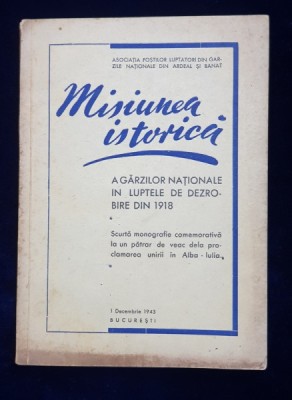 ASOCIAȚIA FOȘTILOR LUPTATORI DIN GĂR-
ZILE NAȚIONALE DIN ARDEAL ȘI BANAT
Misiunea
istorică
A GĂRZILOR NAȚIONALE
IN LUPTELE DE DEZRO-
BIRE DIN 1918
Scurtă monografie comemorativă
la un pătrar de veac dela pro-
clamarea unirii in Alba - Iulia.
1 Decembrie 1943
BUCUREȘTI